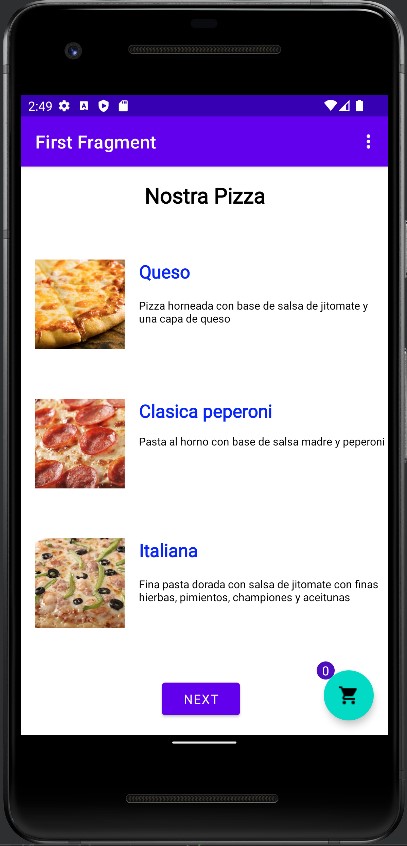 2:49
First Fragment
Nostra Pizza
Queso
Pizza horneada con base de salsa de jitomate y
una capa de queso
Clasica peperoni
Pasta al horno con base de salsa madre y peperoni
Italiana
Fina pasta dorada con salsa de jitomate con finas
hierbas, pimientos, championes y aceitunas
0
NEXT